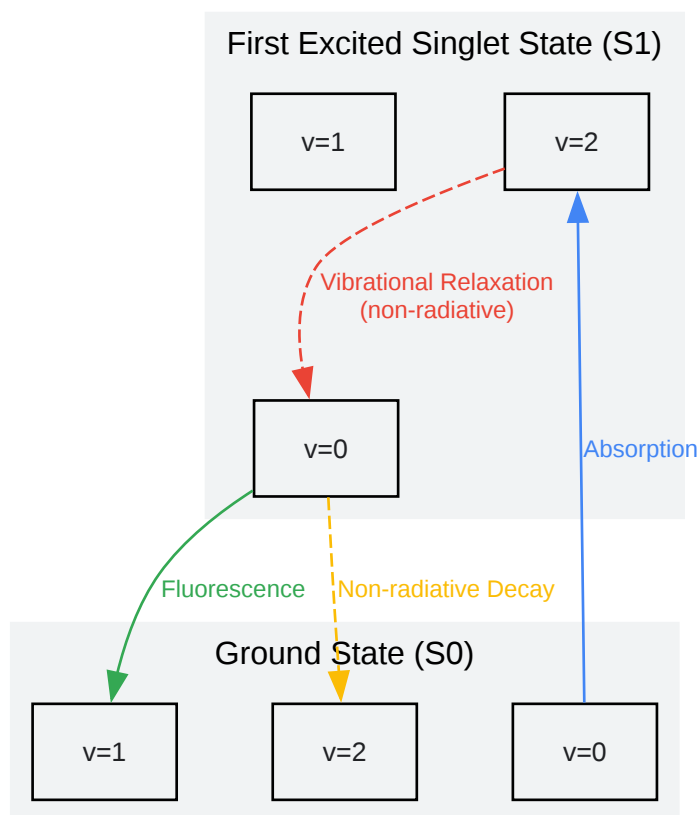 First Excited Singlet State (S1)
v=1
v=2
Vibrational Relaxation
(non-radiative)
v=0
Absorption
Fluorescence
Non-radiative Decay
Ground State (S0)
v=1
v=2
v=0